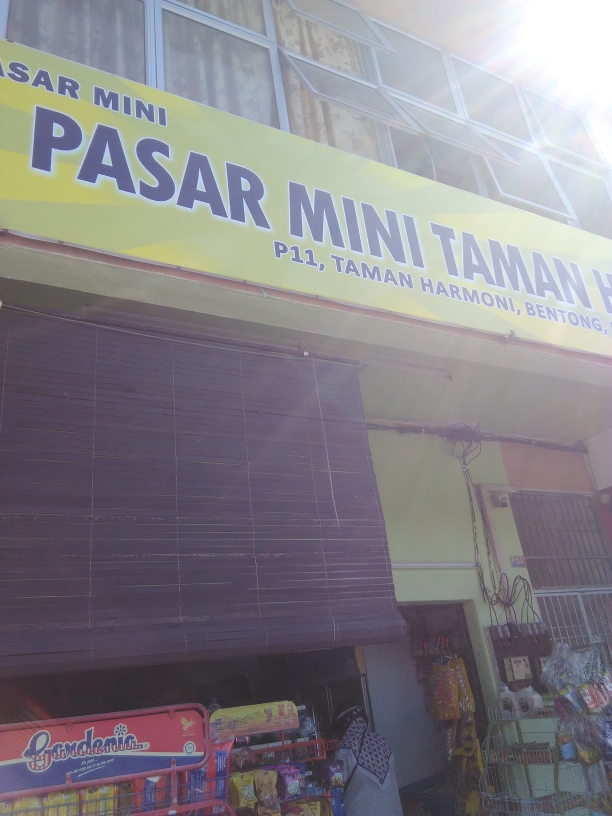 ASAR MINI
PASAR MINI TAMAN H
P11, TAMAN HARMONI, BENTONG,
Gardenia